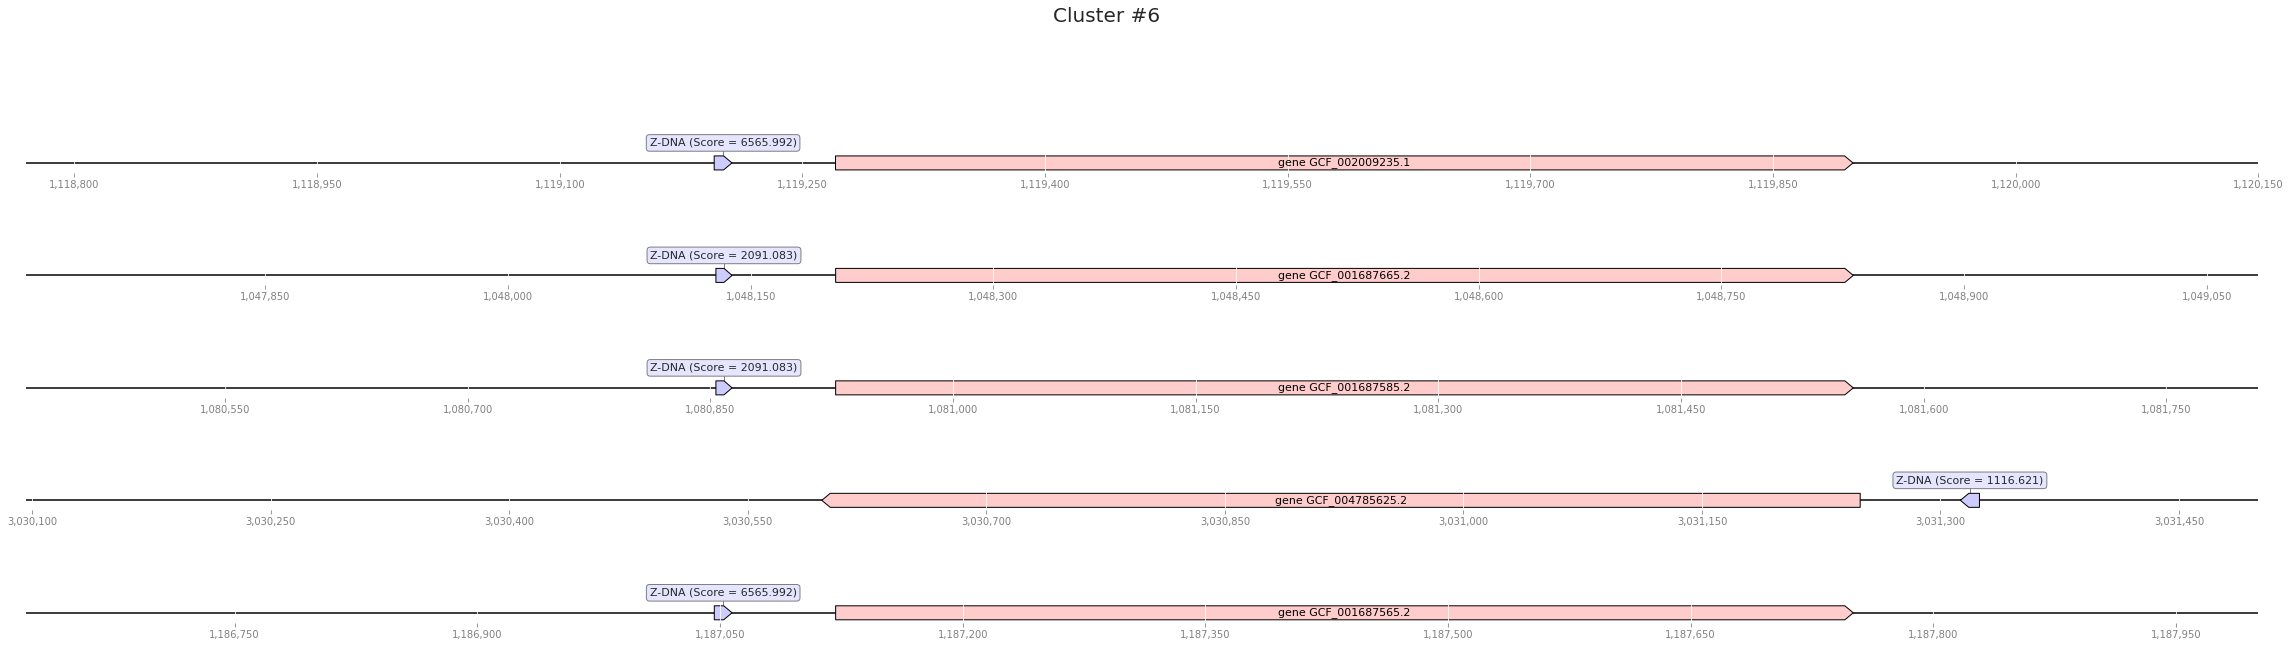 Cluster #6
Z-DNA (Score = 6565.992)
gene GCF_002009235.1
1,118,800 1,118,950 1,119,100 1,119,250 1,119,400 1,119,550 1,119,700 1,119,850 1,120,000 1,120,150
Z-DNA (Score = 2091.083)
gene GCF_001687665.2
1,047,850 1,048,000 1,048,150 1,048,300 1,048,450 1,048,600 1,048,750 1,048,900 1,049,050
Z-DNA (Score = 2091.083)
gene GCF_001687585.2
1,080,550 1,080,700 1,080,850 1,081,000 1,081,150 1,081,300 1,081,450 1,081,600 1,081,750
Z-DNA (Score = 1116.621)
gene GCF_004785625.2
3,030,100 3,030,250 3,030,400 3,030,550 3,030,700 3,030,850 3,031,000 3,031,150 3,031,300 3,031,450
Z-DNA (Score = 6565.992)
gene GCF_001687565.2
1,186,750 1,186,900 1,187,050 1,187,200 1,187,350 1,187,500 1,187,650 1,187,800 1,187,950